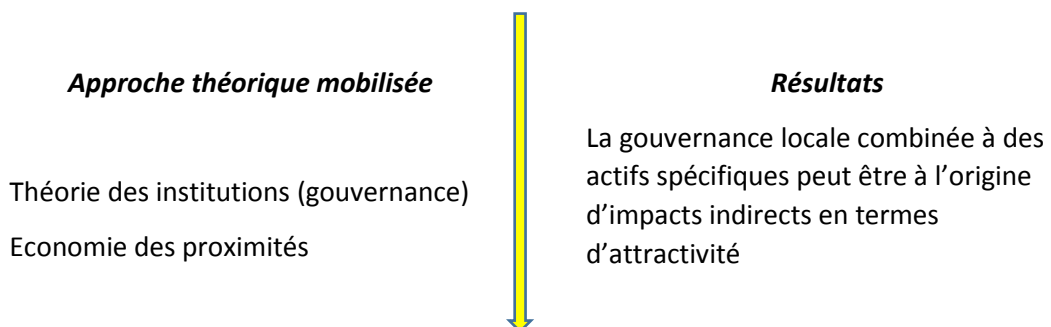 Approche théorique mobilisée
Théorie des institutions (gouvernance)
Economie des proximités
Résultats
La gouvernance locale combinée à des
actifs spécifiques peut être à l’origine
d’impacts indirects en termes
d’attractivité